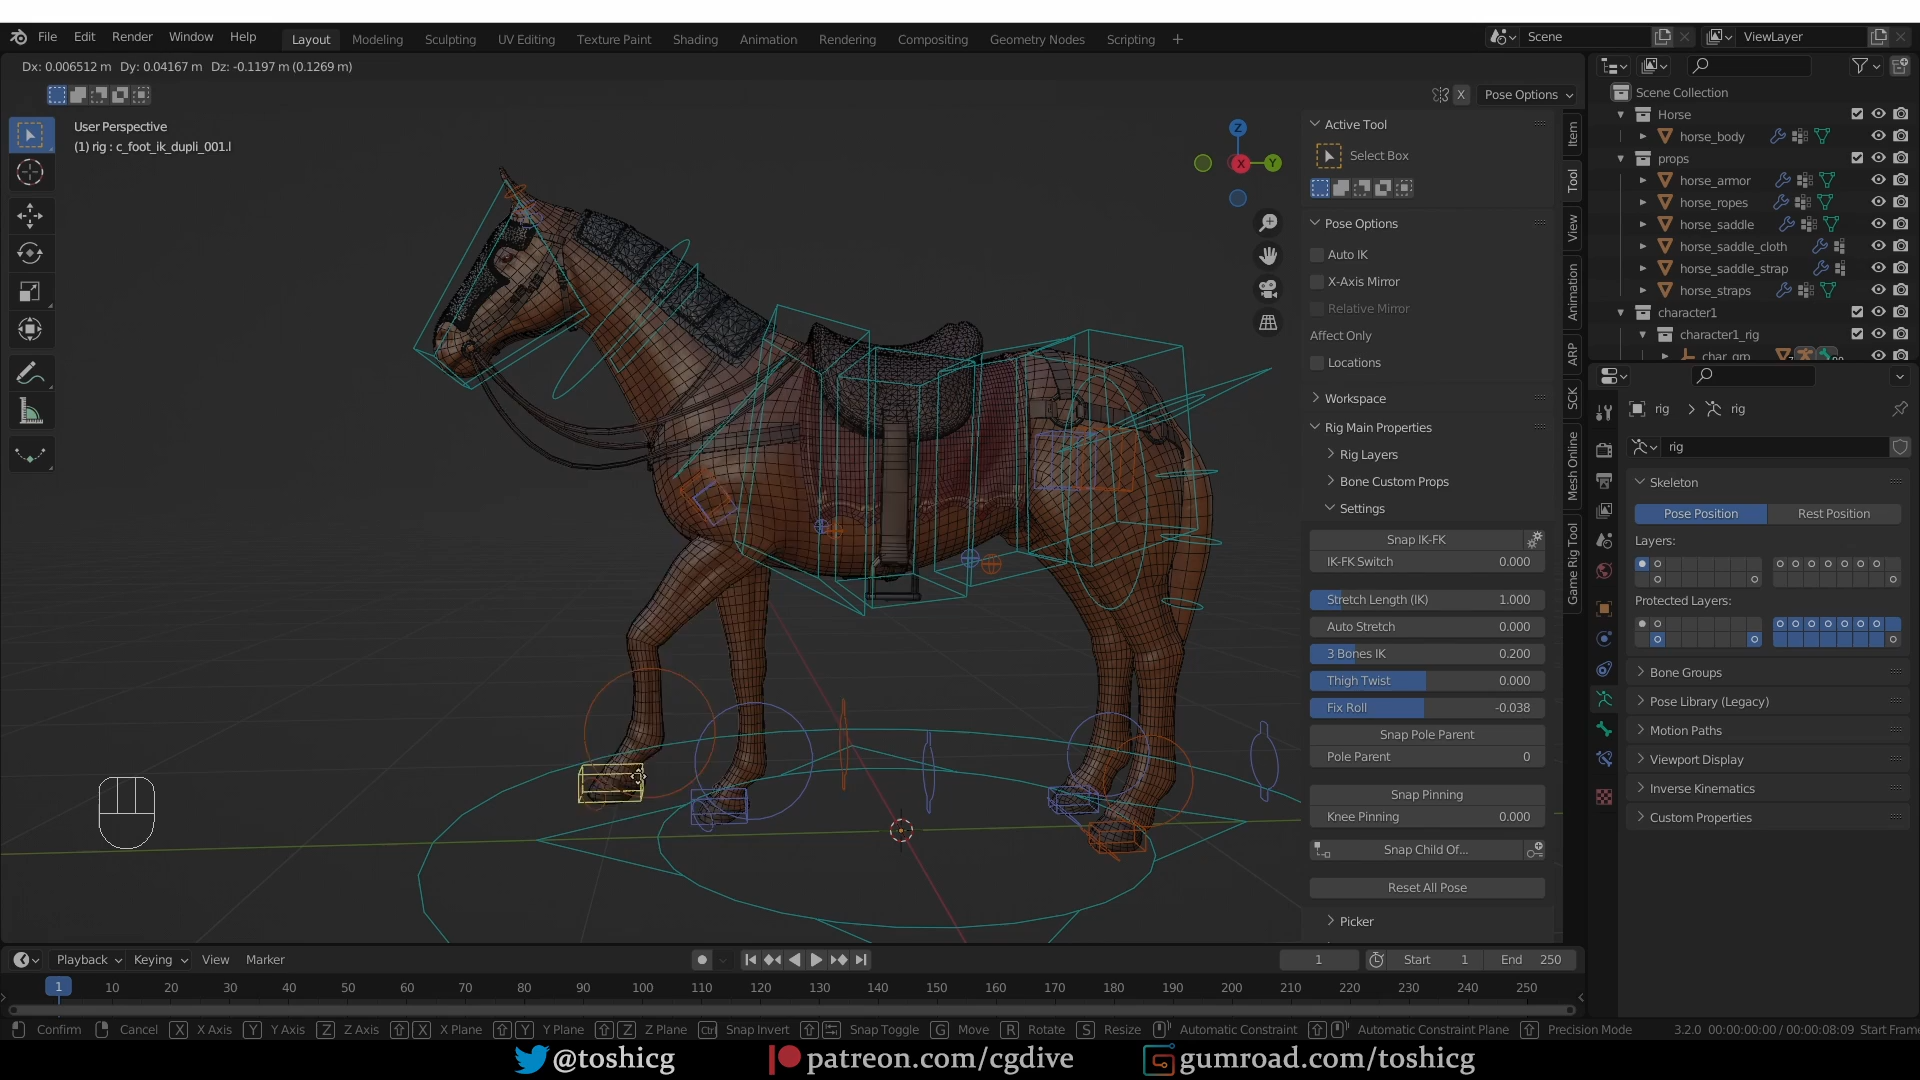 File Edit Render Window Help Layout Modeling Sculpting UV Editing Texture Paint Shading Animation Rendering Compositing Geometry Nodes Scripting + Scene ViewLayer
Dx: 0.006512 m Dy: 0.04167 m Dz: -0.1197 m (0.1269 m)
X Pose Options
User Perspective
(1) rig : c_foot_ik_dupli_001.l
Z
X
Y
Active Tool
Select Box
Pose Options
Auto IK
X-Axis Mirror
Relative Mirror
Affect Only
Locations
Workspace
Rig Main Properties
Rig Layers
Bone Custom Props
Settings
Snap IK-FK
IK-FK Switch 0.000
Stretch Length (IK) 1.000
Auto Stretch 0.000
3 Bones IK 0.200
Thigh Twist 0.000
Fix Roll -0.038
Snap Pole Parent
Pole Parent 0
Snap Pinning
Knee Pinning 0.000
Snap Child Of...
Reset All Pose
Picker
Item
Tool
View
Animation
ARP
SCK
Mesh Online
Game Rig Tool
Scene Collection
Horse
horse_body
props
horse_armor
horse_ropes
horse_saddle
horse_saddle_cloth
horse_saddle_strap
horse_straps
character1
character1_rig
char_grp
rig rig
rig
Skeleton
Pose Position Rest Position
Layers:
Protected Layers:
Bone Groups
Pose Library (Legacy)
Motion Paths
Viewport Display
Inverse Kinematics
Custom Properties
Playback Keying View Marker 1 Start 1 End 250
1 10 20 30 40 50 60 70 80 90 100 110 120 130 140 150 160 170 180 190 200 210 220 230 240 250
Confirm Cancel X X Axis Y Y Axis Z Z Axis X X Plane Y Y Plane Z Z Plane Ctrl Snap Invert Snap Toggle G Move R Rotate S Resize Automatic Constraint Automatic Constraint Plane Precision Mode 3.2.0 00:00:00:00 / 00:00:08:09 Start Frame
@toshicg patreon.com/cgdive gumroad.com/toshicg